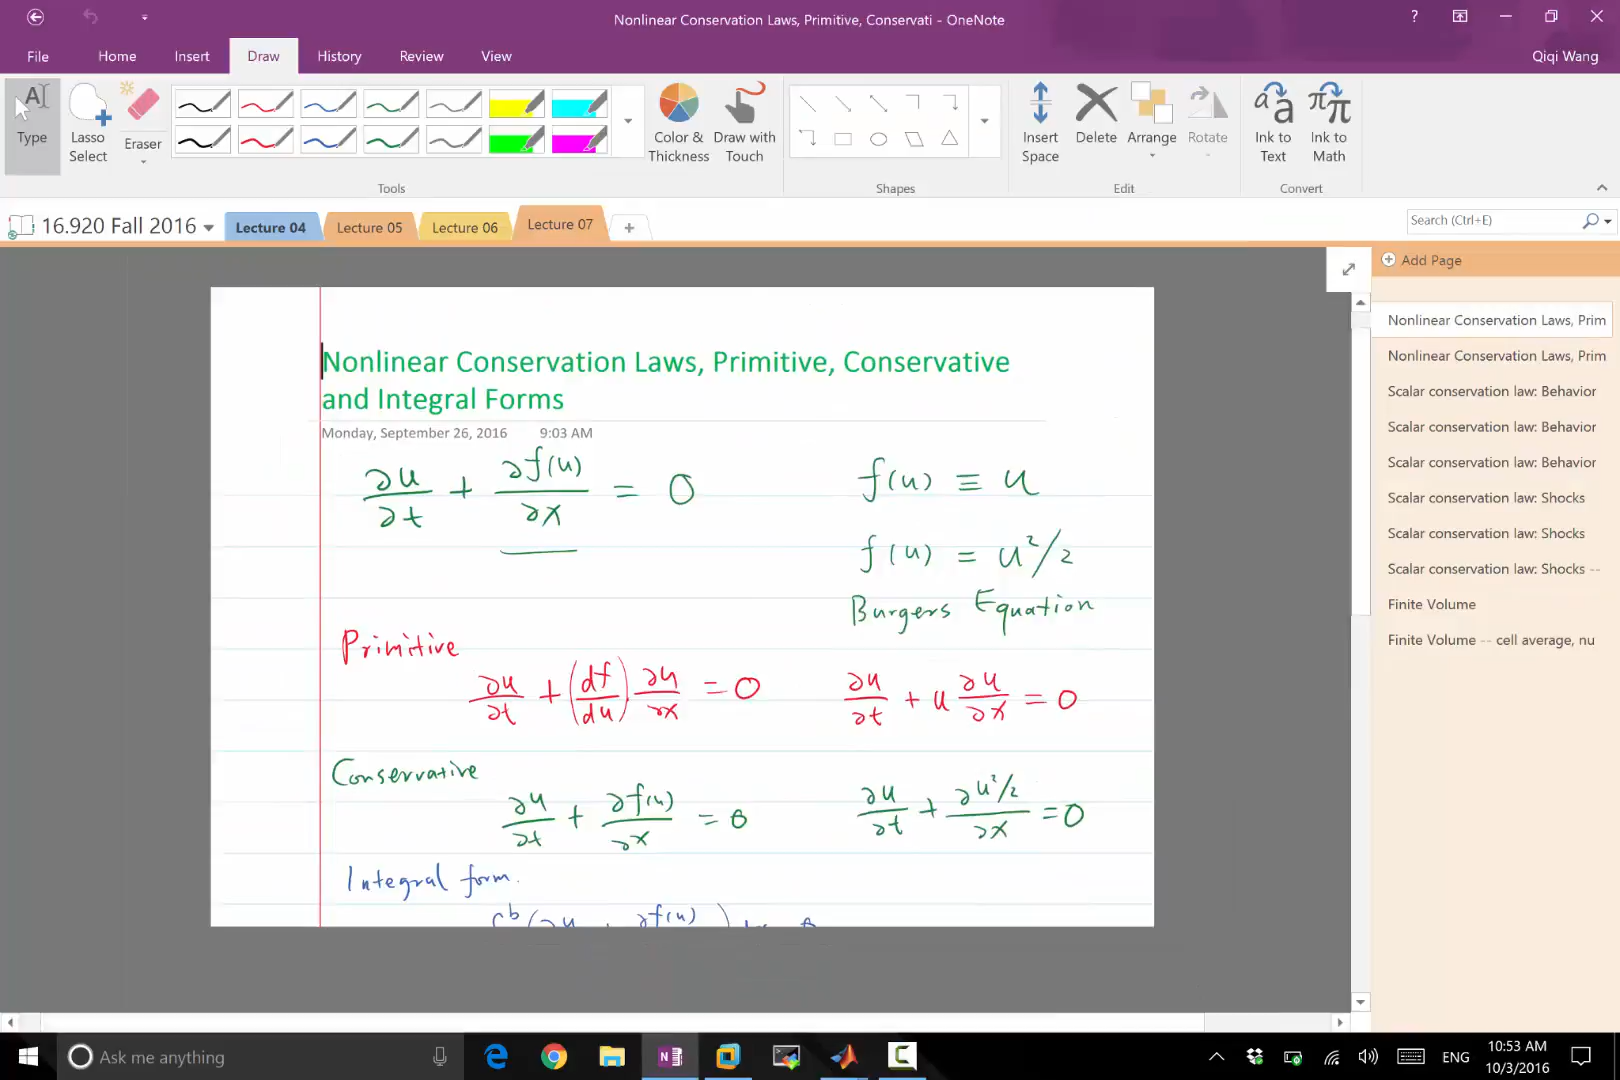 Nonlinear Conservation Laws, Primitive, Conservati - OneNote
?
File Home Insert Draw History Review View
Qiqi Wang
Type
Lasso Select
Eraser
Color & Thickness
Draw with Touch
Insert Space
Delete
Arrange
Rotate
Ink to Text
Ink to Math
Tools
Shapes
Edit
Convert
16.920 Fall 2016
Lecture 04
Lecture 05
Lecture 06
Lecture 07
Search (Ctrl+E)
Add Page
Nonlinear Conservation Laws, Prim
Nonlinear Conservation Laws, Prim
Scalar conservation law: Behavior
Scalar conservation law: Behavior
Scalar conservation law: Behavior
Scalar conservation law: Shocks
Scalar conservation law: Shocks
Scalar conservation law: Shocks --
Finite Volume
Finite Volume -- cell average, nu
Nonlinear Conservation Laws, Primitive, Conservative
and Integral Forms
Monday, September 26, 2016 9:03 AM
∂u/∂t + ∂f(u)/∂x = 0
f(u) ≡ u
f(u) = u²/2
Burgers Equation
Primitive
∂u/∂t + (df/du) ∂u/∂x = 0
∂u/∂t + u ∂u/∂x = 0
Conservative
∂u/∂t + ∂f(u)/∂x = 0
∂u/∂t + ∂u²/2/∂x = 0
Integral form.
Ask me anything
ENG
10:53 AM
10/3/2016